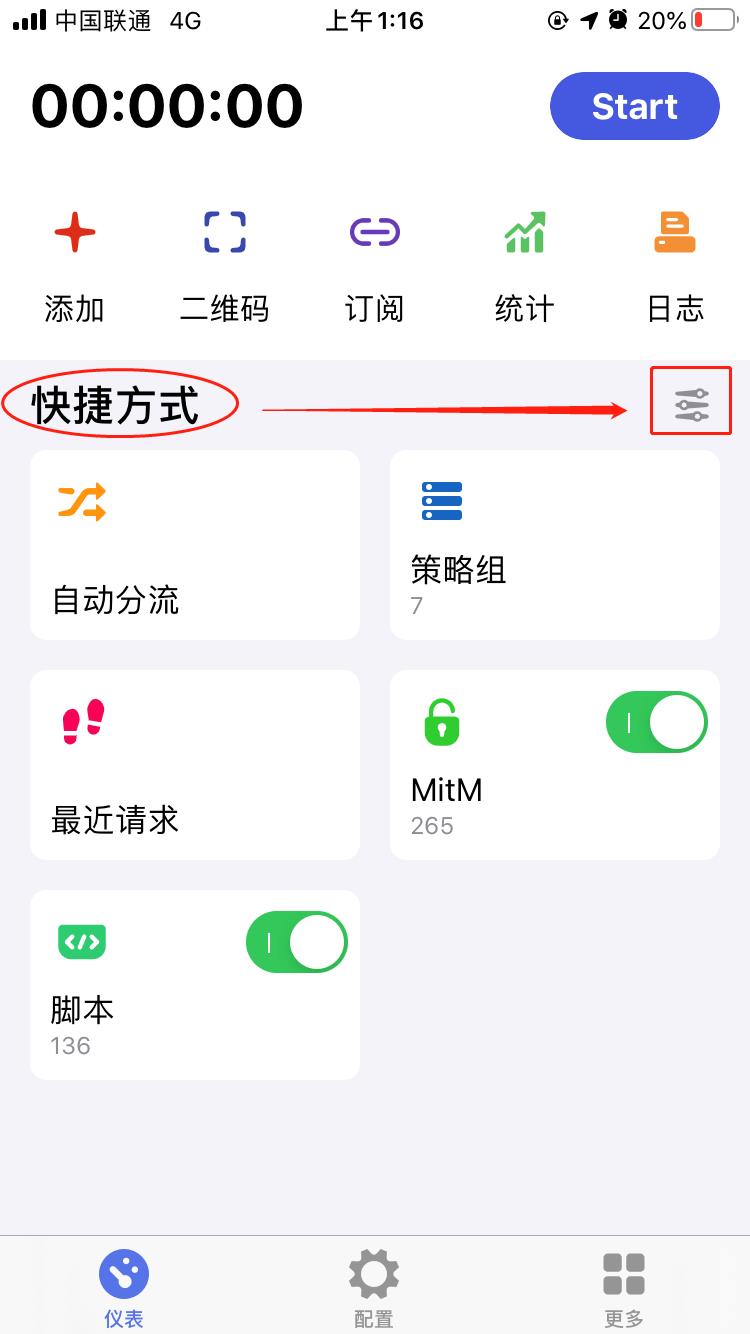 中国联通 4G 上午1:16 20%
00:00:00 Start
添加 二维码 订阅 统计 日志
快捷方式
自动分流
策略组
7
最近请求
MitM
265
脚本
136
仪表 配置 更多